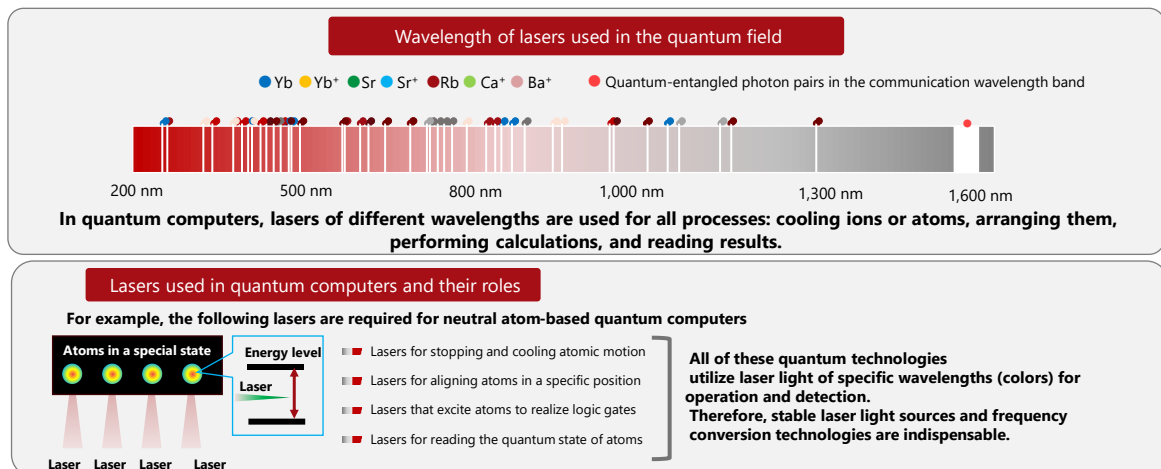 Wavelength of lasers used in the quantum field
Yb Yb⁺ Sr Sr⁺ Rb Ca⁺ Ba⁺ Quantum-entangled photon pairs in the communication wavelength band
200 nm 500 nm 800 nm 1,000 nm 1,300 nm 1,600 nm
In quantum computers, lasers of different wavelengths are used for all processes: cooling ions or atoms, arranging them,
performing calculations, and reading results.
Lasers used in quantum computers and their roles
For example, the following lasers are required for neutral atom-based quantum computers
Atoms in a special state
Energy level
Laser
Laser Laser Laser Laser
Lasers for stopping and cooling atomic motion
Lasers for aligning atoms in a specific position
Lasers that excite atoms to realize logic gates
Lasers for reading the quantum state of atoms
All of these quantum technologies
utilize laser light of specific wavelengths (colors) for
operation and detection.
Therefore, stable laser light sources and frequency
conversion technologies are indispensable.